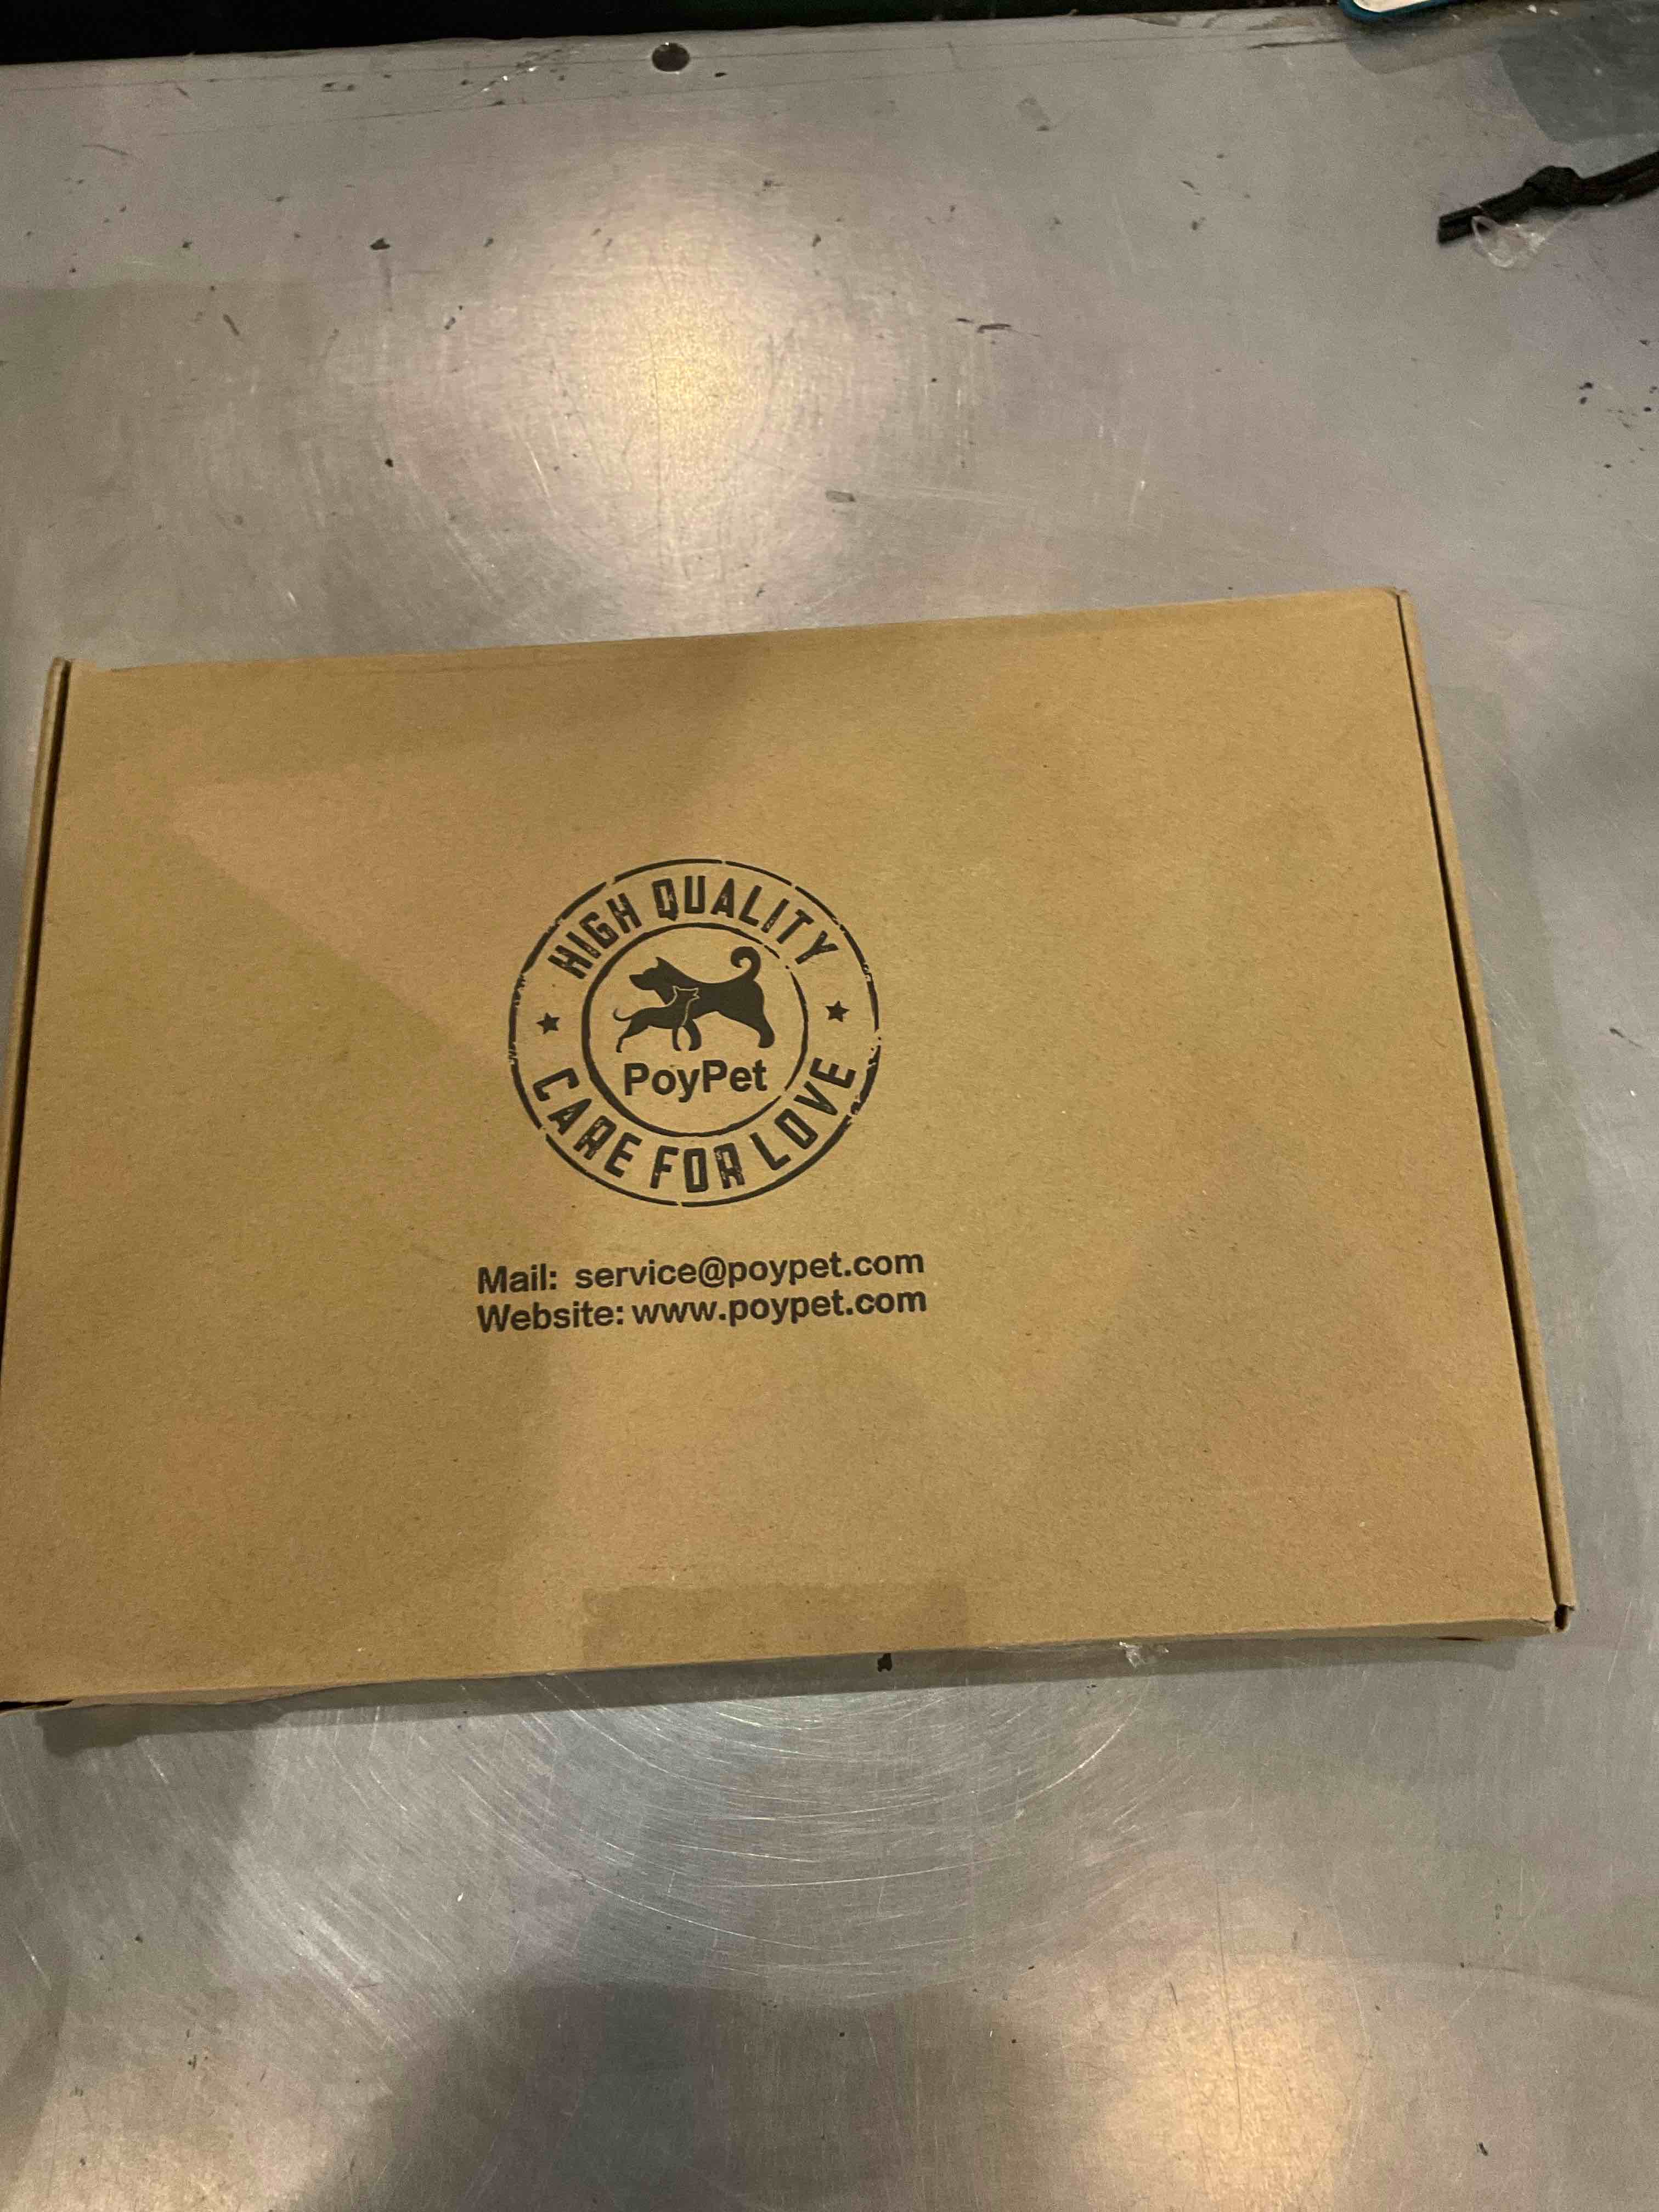 HIGH QUALITY
PoyPet
CARE FOR LOVE
Mail: service@poypet.com
Website: www.poypet.com